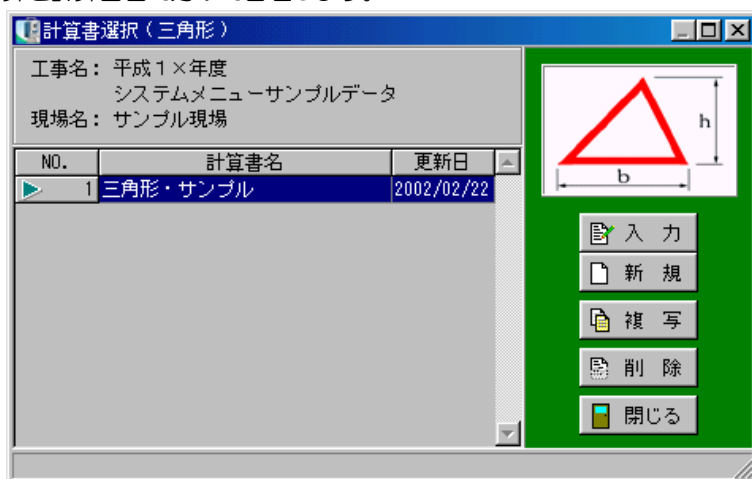 計算書選択(三角形)
工事名: 平成1×年度
システムメニューサンプルデータ
現場名: サンプル現場
NO. 計算書名 更新日
1 三角形・サンプル 2002/02/22
h
b
入 力
新 規
複 写
削 除
閉じる